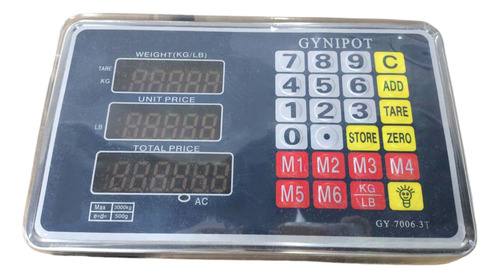 GYNIPOT
WEIGHT(KG/LB)
TARE
KG
UNIT PRICE
LB
TOTAL PRICE
AC
Max 3000kg
e=d= 500g
7 8 9 C
4 5 6 ADD
1 2 3 TARE
0 • STORE ZERO
M1 M2 M3 M4
M5 M6 KG
LB
GY 7006.3T